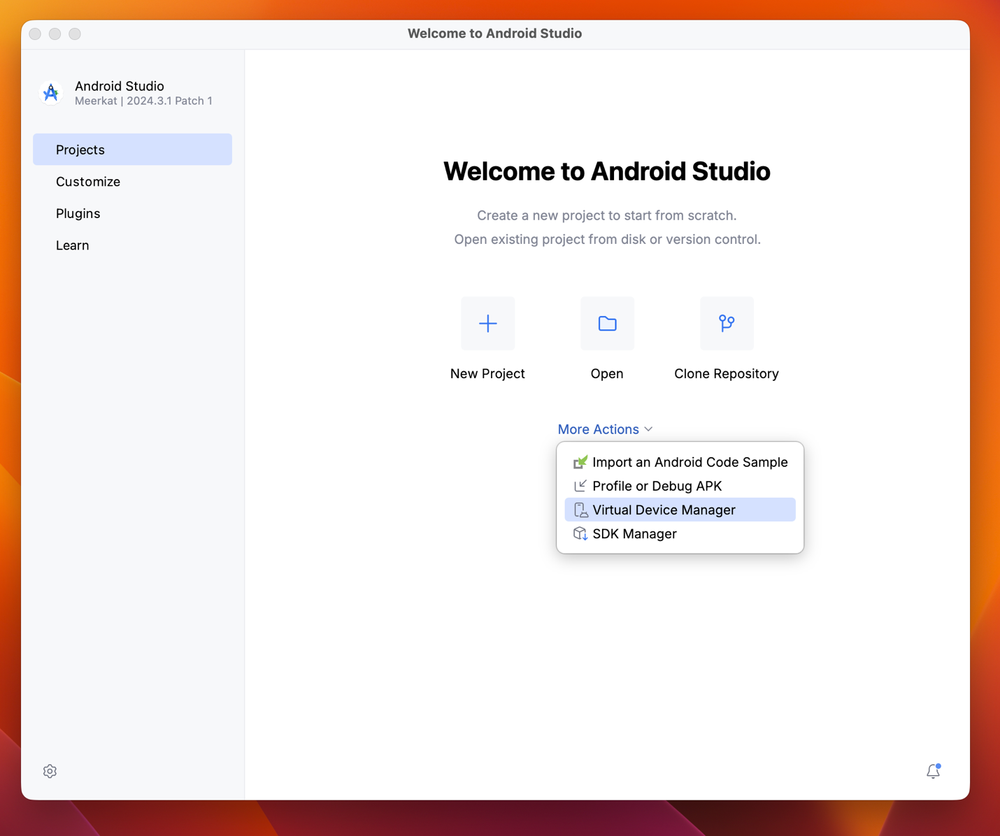 Welcome to Android Studio
Android Studio
Meerkat | 2024.3.1 Patch 1
Projects
Customize
Plugins
Learn
Welcome to Android Studio
Create a new project to start from scratch.
Open existing project from disk or version control.
New Project
Open
Clone Repository
More Actions
Import an Android Code Sample
Profile or Debug APK
Virtual Device Manager
SDK Manager